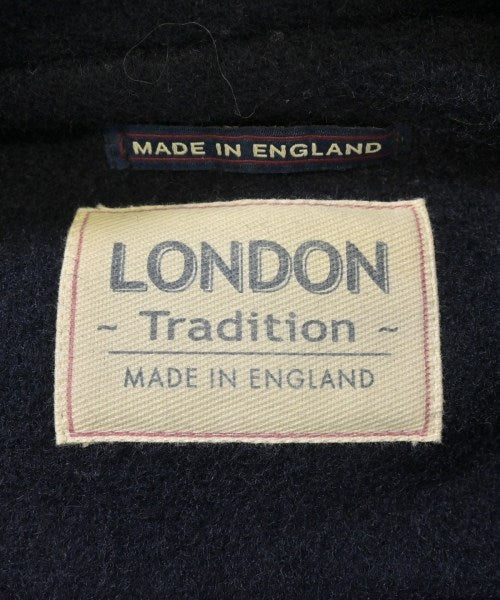 MADE IN ENGLAND
LONDON
~ Tradition ~
MADE IN ENGLAND